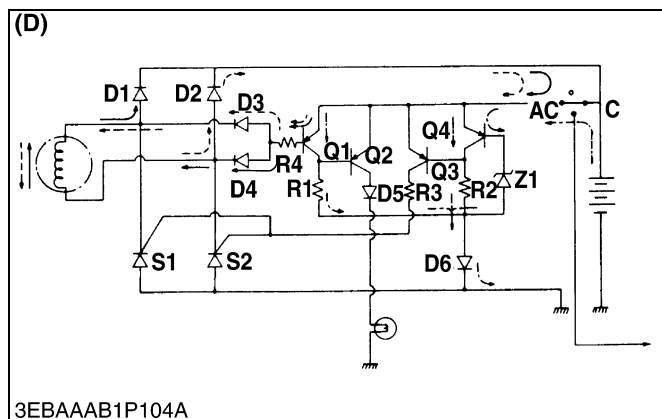 (D)
D1
D2
D3
AC
C
Q4
Q1
Q2
R4
Q3
D4
R1
D5
R3
R2
Z1
S1
S2
D6
3EBAAAB1P104A